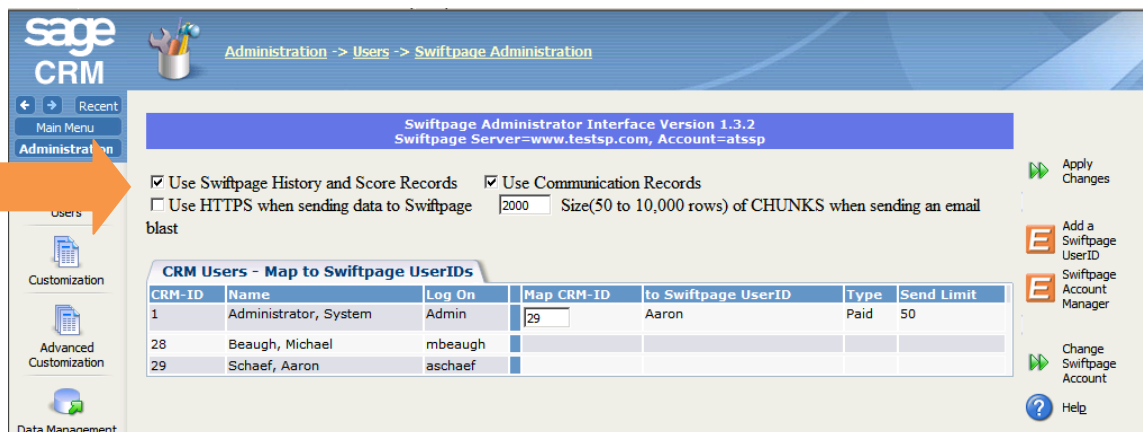 sage
CRM
Administration -> Users -> Swiftpage Administration
Recent
Main Menu
Administration
Users
Customization
Advanced
Customization
Data Management
Swiftpage Administrator Interface Version 1.3.2
Swiftpage Server=www.testsp.com, Account=atssp
Use Swiftpage History and Score Records Use Communication Records
Use HTTPS when sending data to Swiftpage 2000 Size(50 to 10,000 rows) of CHUNKS when sending an email
blast
CRM Users - Map to Swiftpage UserIDs
CRM-ID Name Log On Map CRM-ID to Swiftpage UserID Type Send Limit
1 Administrator, System Admin 29 Aaron Paid 50
28 Beaugh, Michael mbeaugh
29 Schaef, Aaron aschaef
Apply
Changes
E
Add a
Swiftpage
UserID
E
Swiftpage
Account
Manager
Change
Swiftpage
Account
? Help